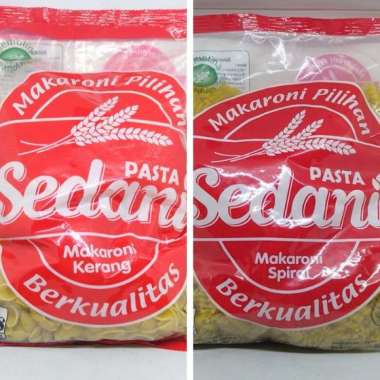 Makaroni Pilihan
PASTA
Sedani
Makaroni
Kerang
Berkualitas
Makaroni Pilihan
PASTA
Sedani
Makaroni
Spiral
Berkualitas